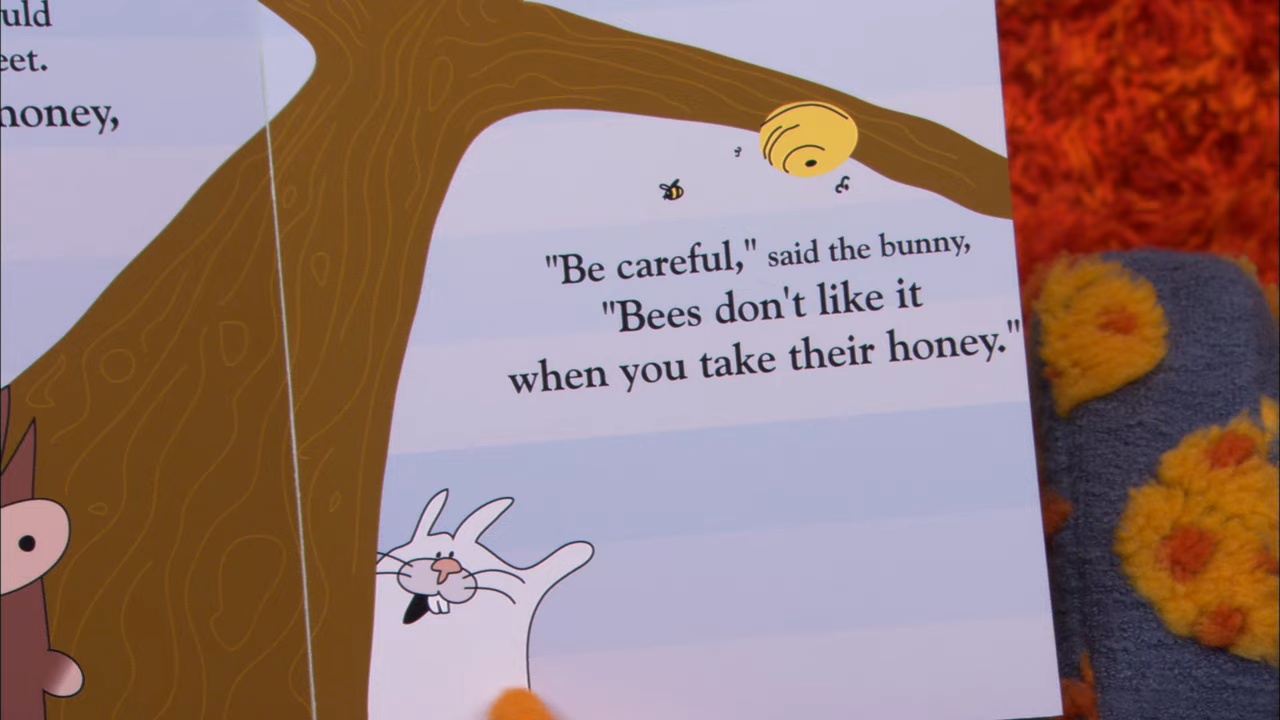 eet.
honey,
"Be careful," said the bunny,
"Bees don't like it
when you take their honey."